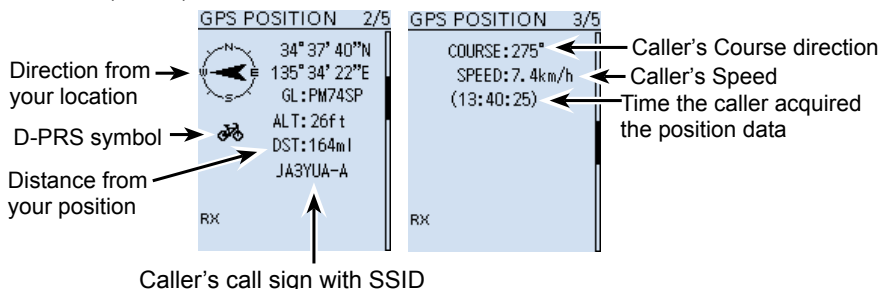 GPS POSITION 2/5
N
W
E
S
34°37'40"N
135°34'22"E
GL:PM74SP
ALT:26ft
DST:164ml
JA3YUA-A
RX
Direction from
your location
D-PRS symbol
Distance from
your position
Caller's call sign with SSID
GPS POSITION 3/5
COURSE:275°
SPEED:7.4km/h
(13:40:25)
RX
Caller's Course direction
Caller's Speed
Time the caller acquired
the position data